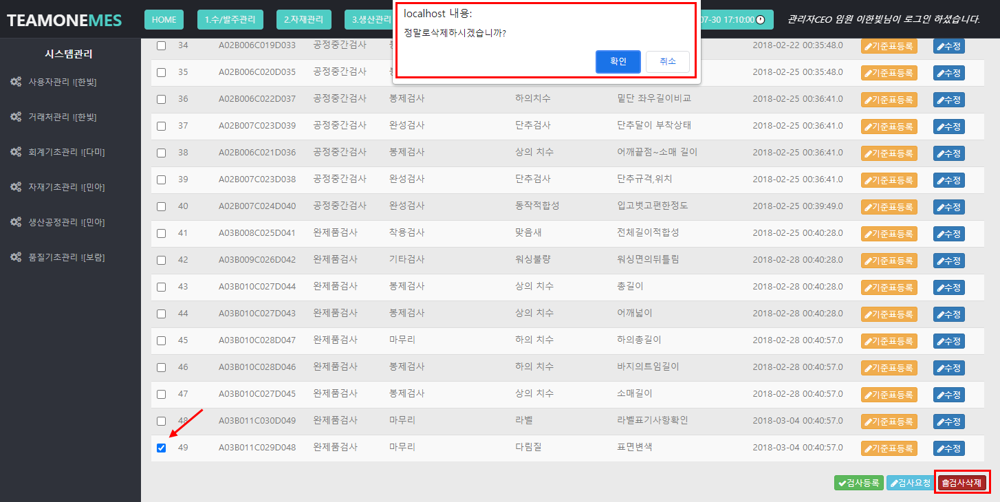 TEAMONEMES
HOME
1.수/발주관리
2.자재관리
3.생산관리
07-30 17:10:00
관리자CEO 임원 이한빛님이 로그인 하셨습니다.
localhost 내용:
정말로삭제하시겠습니까?
확인
취소
시스템관리
사용자관리 ![한빛]
거래처관리 ![한빛]
회계기초관리 ![다미]
자재기초관리 ![민아]
생산공정관리 ![민아]
품질기초관리 ![보람]
34 A02B006C019D033 공정중간검사 2018-02-22 00:35:48.0 기준표등록 수정
35 A02B006C020D035 공정중간검사 2018-02-25 00:35:48.0 기준표등록 수정
36 A02B006C022D037 공정중간검사 봉제검사 하의치수 밑단 좌우길이비교 2018-02-25 00:36:41.0 기준표등록 수정
37 A02B007C023D039 공정중간검사 완성검사 단추검사 단추달이 부착상태 2018-02-25 00:36:41.0 기준표등록 수정
38 A02B006C021D036 공정중간검사 봉제검사 상의 치수 어깨끝점~소매 길이 2018-02-25 00:36:41.0 기준표등록 수정
39 A02B007C023D038 공정중간검사 완성검사 단추검사 단추규격,위치 2018-02-25 00:36:41.0 기준표등록 수정
40 A02B007C024D040 공정중간검사 완성검사 동작적합성 입고벗고편한정도 2018-02-25 00:39:49.0 기준표등록 수정
41 A03B008C025D041 완제품검사 착용검사 맞음새 전체길이적합성 2018-02-25 00:40:28.0 기준표등록 수정
42 A03B009C026D042 완제품검사 기타검사 워싱불량 워싱면의뒤틀림 2018-02-28 00:40:28.0 기준표등록 수정
43 A03B010C027D044 완제품검사 봉제검사 상의 치수 총길이 2018-02-28 00:40:28.0 기준표등록 수정
44 A03B010C027D043 완제품검사 봉제검사 상의 치수 어깨넓이 2018-02-28 00:40:28.0 기준표등록 수정
45 A03B010C028D047 완제품검사 마무리 하의 치수 하의총길이 2018-02-28 00:40:57.0 기준표등록 수정
46 A03B010C028D046 완제품검사 봉제검사 하의 치수 바지의트임길이 2018-02-28 00:40:57.0 기준표등록 수정
47 A03B010C027D045 완제품검사 봉제검사 상의 치수 소매길이 2018-02-28 00:40:57.0 기준표등록 수정
48 A03B011C030D049 완제품검사 마무리 라벨 라벨표기사항확인 2018-03-04 00:40:57.0 기준표등록 수정
49 A03B011C029D048 완제품검사 마무리 다림질 표면변색 2018-03-04 00:40:57.0 기준표등록 수정
검사등록 검사요청 검사삭제